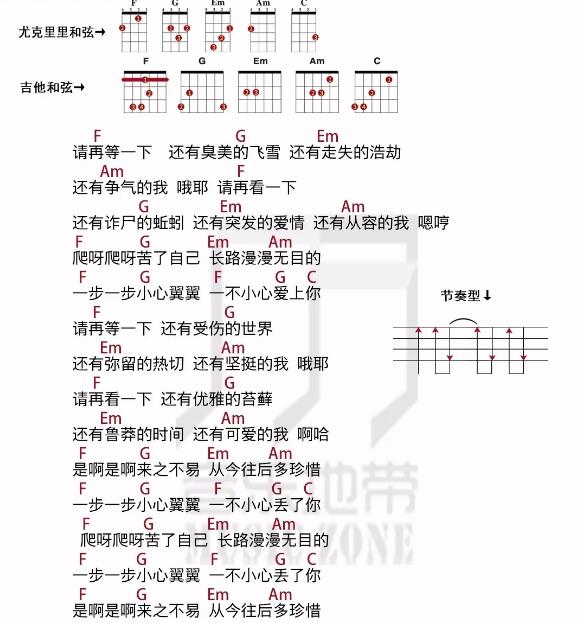 F G Em Am C
尤克里里和弦→
F G Em Am C
吉他和弦→
F G Em
请再等一下 还有臭美的飞雪 还有走失的浩劫
Am F
还有争气的我 哦耶 请再看一下
G Em Am
还有诈尸的蚯蚓 还有突发的爱情 还有从容的我 嗯哼
F G Em Am
爬呀爬呀苦了自己 长路漫漫无目的
F G F G C
一步一步小心翼翼 一不小心爱上你
节奏型↓
F G
请再等一下 还有受伤的世界
Em Am
还有弥留的热切 还有坚挺的我 哦耶
F G
请再看一下 还有优雅的苔藓
Em Am
还有鲁莽的时间 还有可爱的我 啊哈
F G Em Am
是啊是啊来之不易 从今往后多珍惜
F G F G C
一步一步小心翼翼 一不小心丢了你
F G Em Am
爬呀爬呀苦了自己 长路漫漫无目的
F G F G C
一步一步小心翼翼 一不小心丢了你
F G Em Am
是啊是啊来之不易 从今往后多珍惜
音乐地带
MUSIC ZONE